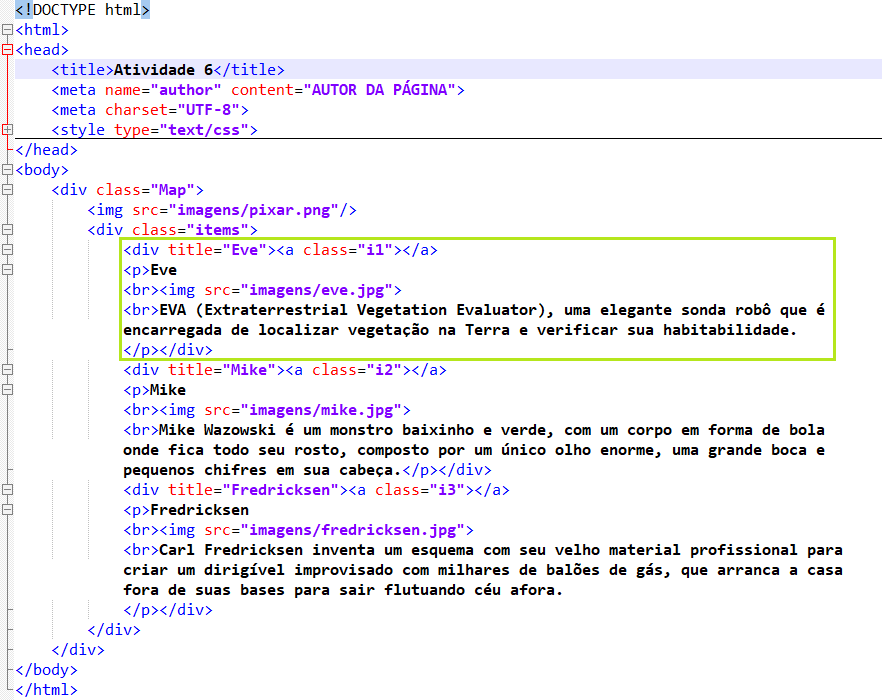 <!DOCTYPE html>
<html>
<head>
<title>Atividade 6</title>
<meta name="author" content="AUTOR DA PÁGINA">
<meta charset="UTF-8">
<style type="text/css">
</head>
<body>
<div class="Map">
<img src="imagens/pixar.png"/>
<div class="items">
<div title="Eve"><a class="i1"></a>
<p>Eve
<br><img src="imagens/eve.jpg">
<br>EVA (Extraterrestrial Vegetation Evaluator), uma elegante sonda robô que é
encarregada de localizar vegetação na Terra e verificar sua habitabilidade.
</p></div>
<div title="Mike"><a class="i2"></a>
<p>Mike
<br><img src="imagens/mike.jpg">
<br>Mike Wazowski é um monstro baixinho e verde, com um corpo em forma de bola
onde fica todo seu rosto, composto por um único olho enorme, uma grande boca e
pequenos chifres em sua cabeça.</p></div>
<div title="Fredricksen"><a class="i3"></a>
<p>Fredricksen
<br><img src="imagens/fredricksen.jpg">
<br>Carl Fredricksen inventa um esquema com seu velho material profissional para
criar um dirigível improvisado com milhares de balões de gás, que arranca a casa
fora de suas bases para sair flutuando céu afora.
</p></div>
</div>
</div>
</body>
</html>